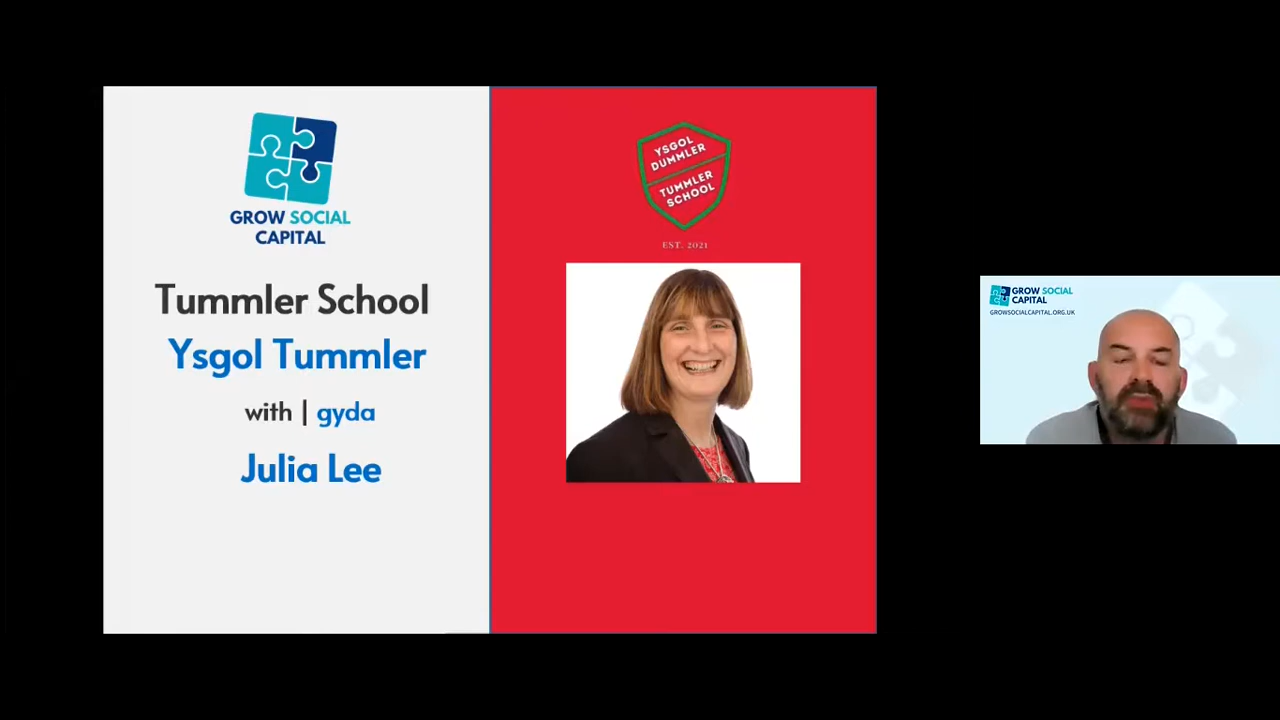 GROW SOCIAL
CAPITAL
Tummler School
Ysgol Tummler
with | gyda
Julia Lee
YSGOL
DUMMLER
TUMMLER
SCHOOL
EST. 2021
GROW SOCIAL
CAPITAL
GROWSOCIALCAPITAL.ORG.UK